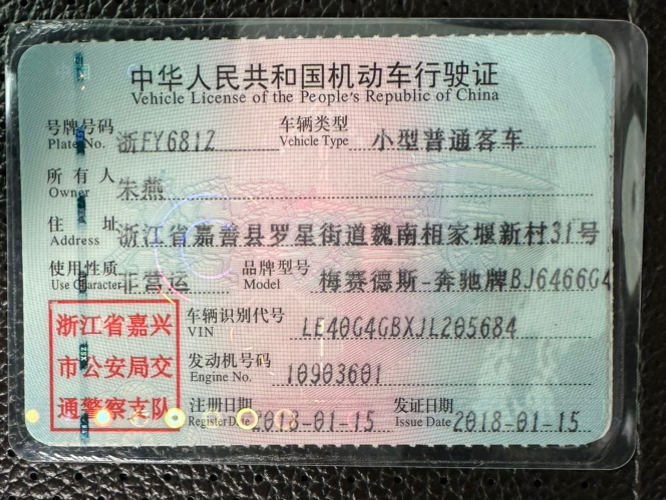 中华人民共和国机动车行驶证
Vehicle License of the People's Republic of China
号牌号码 浙FY681Z 车辆类型 小型普通客车
Plate No. Vehicle Type
所有人 朱燕
Owner
住址 浙江省嘉善县罗星街道魏南相家堰新村31号
Address
使用性质 非营运 品牌型号 梅赛德斯-奔驰牌BJ6466G4
Use Character Model
浙江省嘉兴
市公安局交
通警察支队
车辆识别代号 LE40G4GBXJL205684
VIN
发动机号码 10903601
Engine No.
注册日期 2018-01-15 发证日期 2018-01-15
Register Date Issue Date